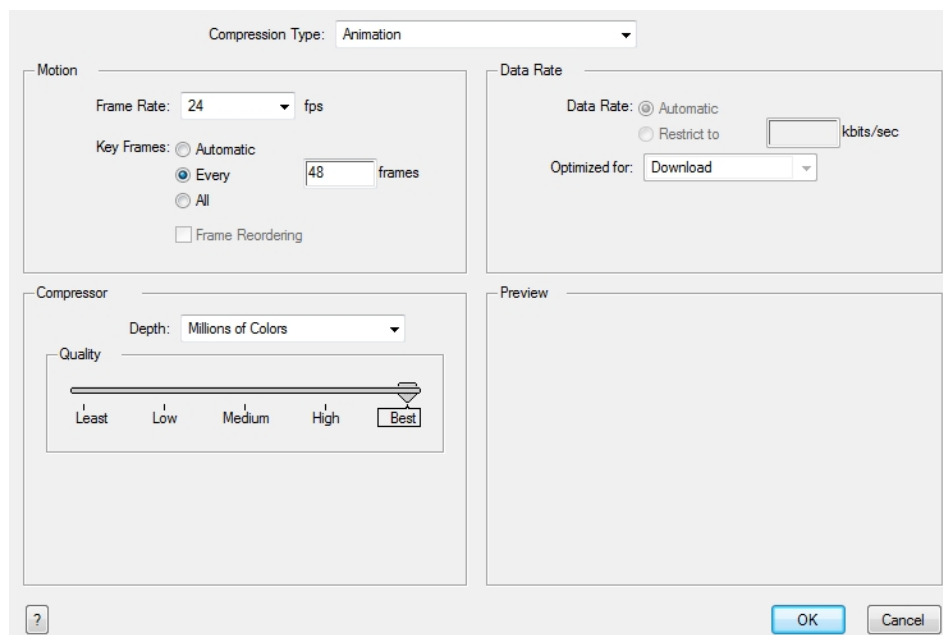 Compression Type: Animation
Motion
Frame Rate: 24 fps
Key Frames: Automatic
Every 48 frames
All
Frame Reordering
Data Rate
Data Rate: Automatic
Restrict to kbits/sec
Optimized for: Download
Compressor
Depth: Millions of Colors
Quality
Least Low Medium High Best
Preview
? OK Cancel